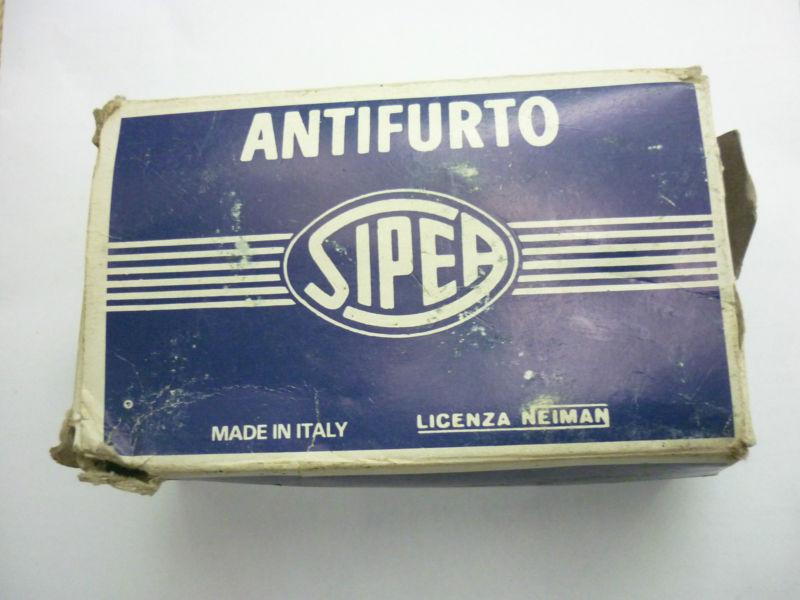 ANTIFURTO
SIPEA
MADE IN ITALY
LICENZA NEIMAN